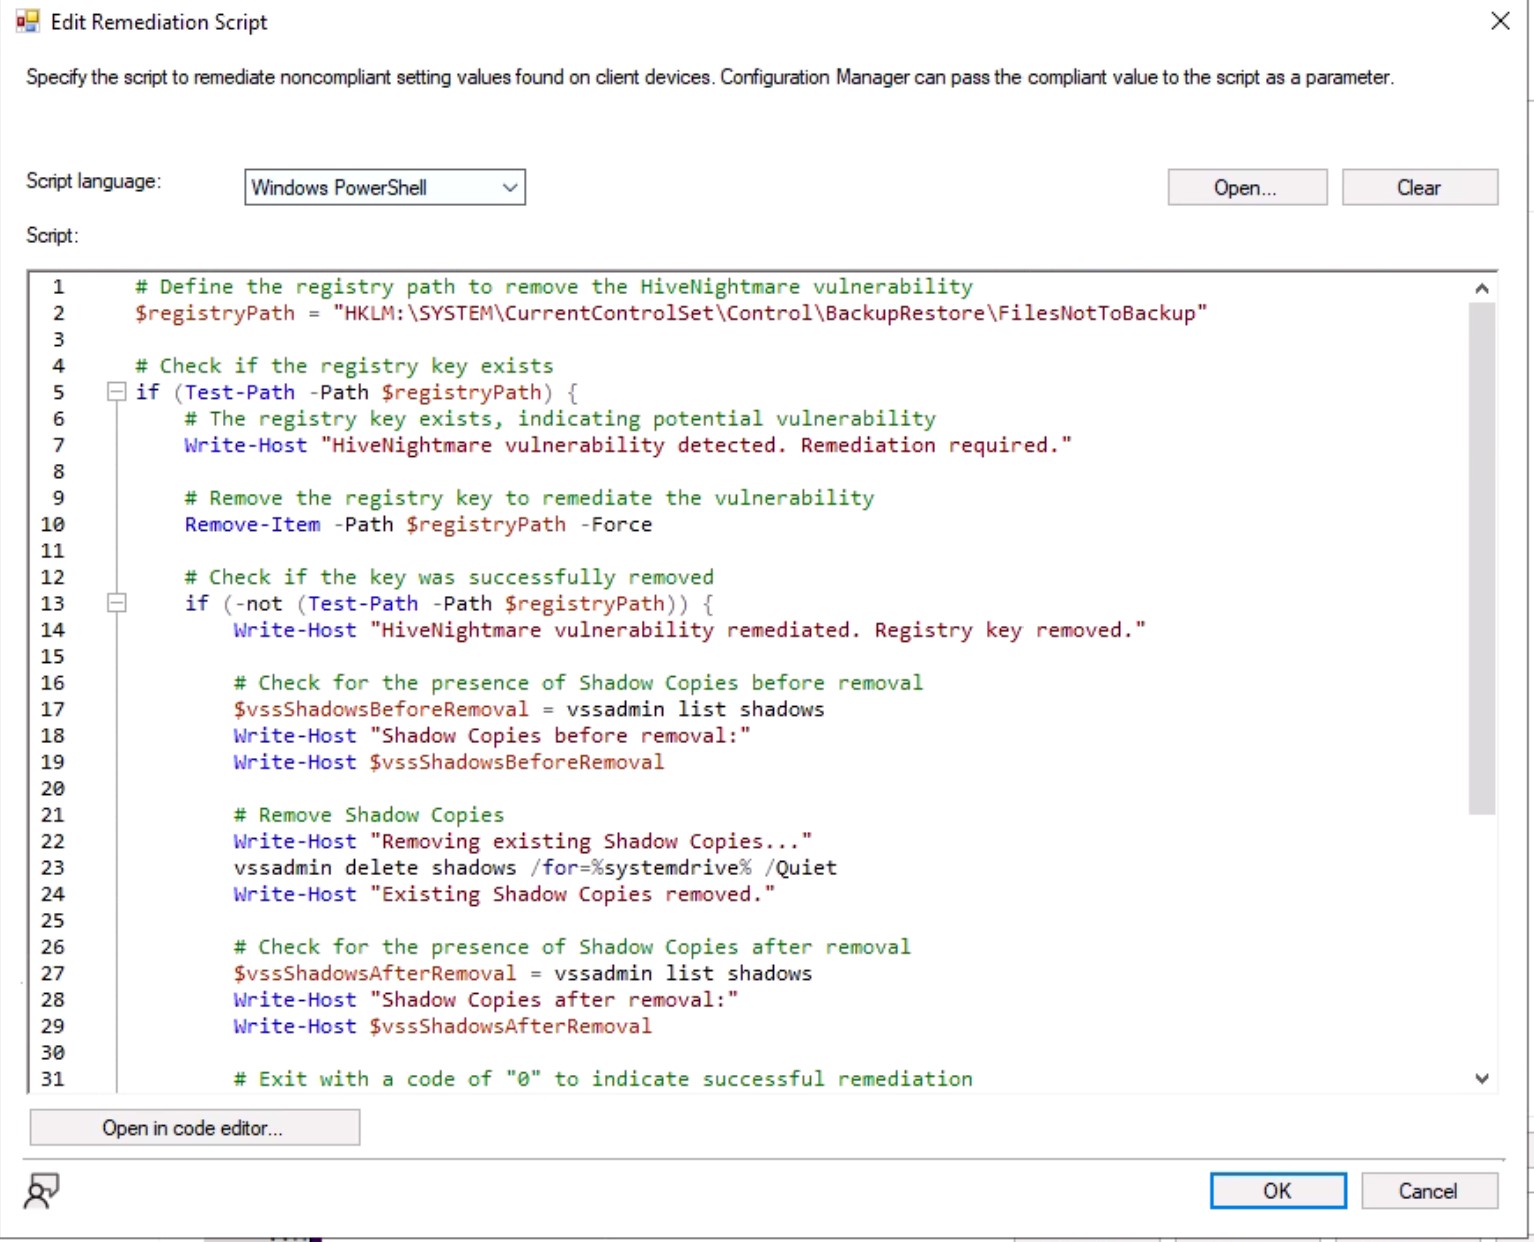 Edit Remediation Script
Specify the script to remediate noncompliant setting values found on client devices. Configuration Manager can pass the compliant value to the script as a parameter.
Script language:
Windows PowerShell
Open...
Clear
Script:
1 # Define the registry path to remove the HiveNightmare vulnerability
2 $registryPath = "HKLM:\SYSTEM\CurrentControlSet\Control\BackupRestore\FilesNotToBackup"
3
4 # Check if the registry key exists
5 if (Test-Path -Path $registryPath) {
6 # The registry key exists, indicating potential vulnerability
7 Write-Host "HiveNightmare vulnerability detected. Remediation required."
8
9 # Remove the registry key to remediate the vulnerability
10 Remove-Item -Path $registryPath -Force
11
12 # Check if the key was successfully removed
13 if (-not (Test-Path -Path $registryPath)) {
14 Write-Host "HiveNightmare vulnerability remediated. Registry key removed."
15
16 # Check for the presence of Shadow Copies before removal
17 $vssShadowsBeforeRemoval = vssadmin list shadows
18 Write-Host "Shadow Copies before removal:"
19 Write-Host $vssShadowsBeforeRemoval
20
21 # Remove Shadow Copies
22 Write-Host "Removing existing Shadow Copies..."
23 vssadmin delete shadows /for=%systemdrive% /Quiet
24 Write-Host "Existing Shadow Copies removed."
25
26 # Check for the presence of Shadow Copies after removal
27 $vssShadowsAfterRemoval = vssadmin list shadows
28 Write-Host "Shadow Copies after removal:"
29 Write-Host $vssShadowsAfterRemoval
30
31 # Exit with a code of "0" to indicate successful remediation
Open in code editor...
OK
Cancel